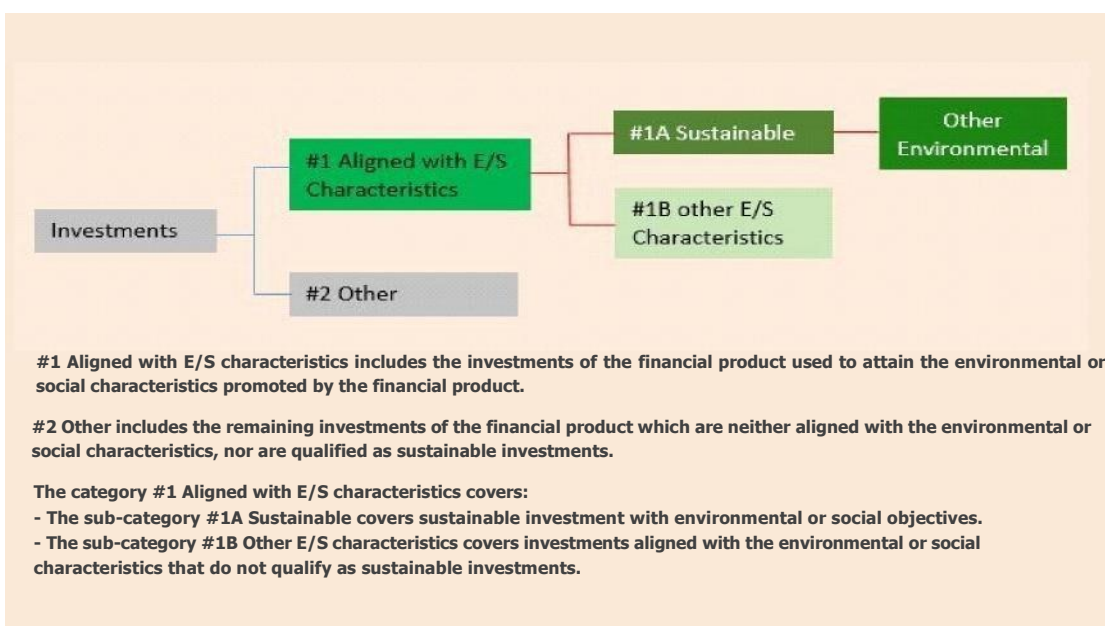 Investments
#1 Aligned with E/S
Characteristics
#2 Other
#1A Sustainable
#1B other E/S
Characteristics
Other
Environmental
#1 Aligned with E/S characteristics includes the investments of the financial product used to attain the environmental or
social characteristics promoted by the financial product.
#2 Other includes the remaining investments of the financial product which are neither aligned with the environmental or
social characteristics, nor are qualified as sustainable investments.
The category #1 Aligned with E/S characteristics covers:
- The sub-category #1A Sustainable covers sustainable investment with environmental or social objectives.
- The sub-category #1B Other E/S characteristics covers investments aligned with the environmental or social
characteristics that do not qualify as sustainable investments.